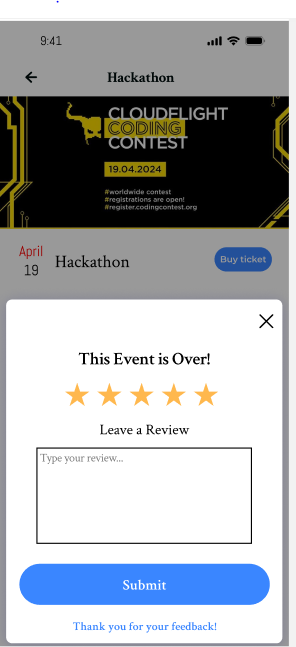 9:41
Hackathon
CLOUDFLIGHT
CODING
CONTEST
19.04.2024
#worldwide contest
#registrations are open!
#register.codingcontest.org
April
19
Hackathon
Buy ticket
This Event is Over!
Leave a Review
Type your review...
Submit
Thank you for your feedback!